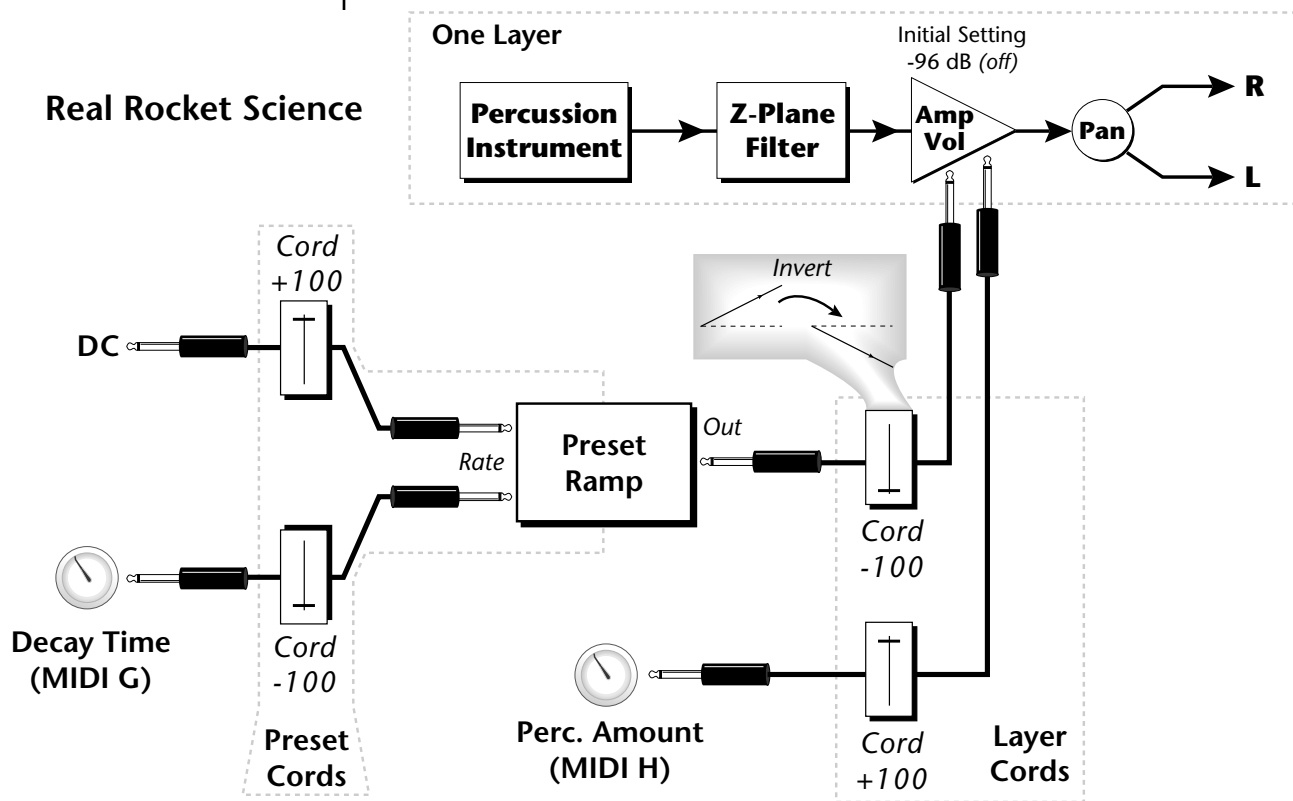 One Layer
Initial Setting
-96 dB (off)
Real Rocket Science
Percussion
Instrument
Z-Plane
Filter
Amp
Vol
Pan
R
L
Cord
+100
Invert
DC
Rate
Preset
Ramp
Out
Cord
-100
Decay Time
(MIDI G)
Cord
-100
Preset
Cords
Perc. Amount
(MIDI H)
Cord
+100
Layer
Cords